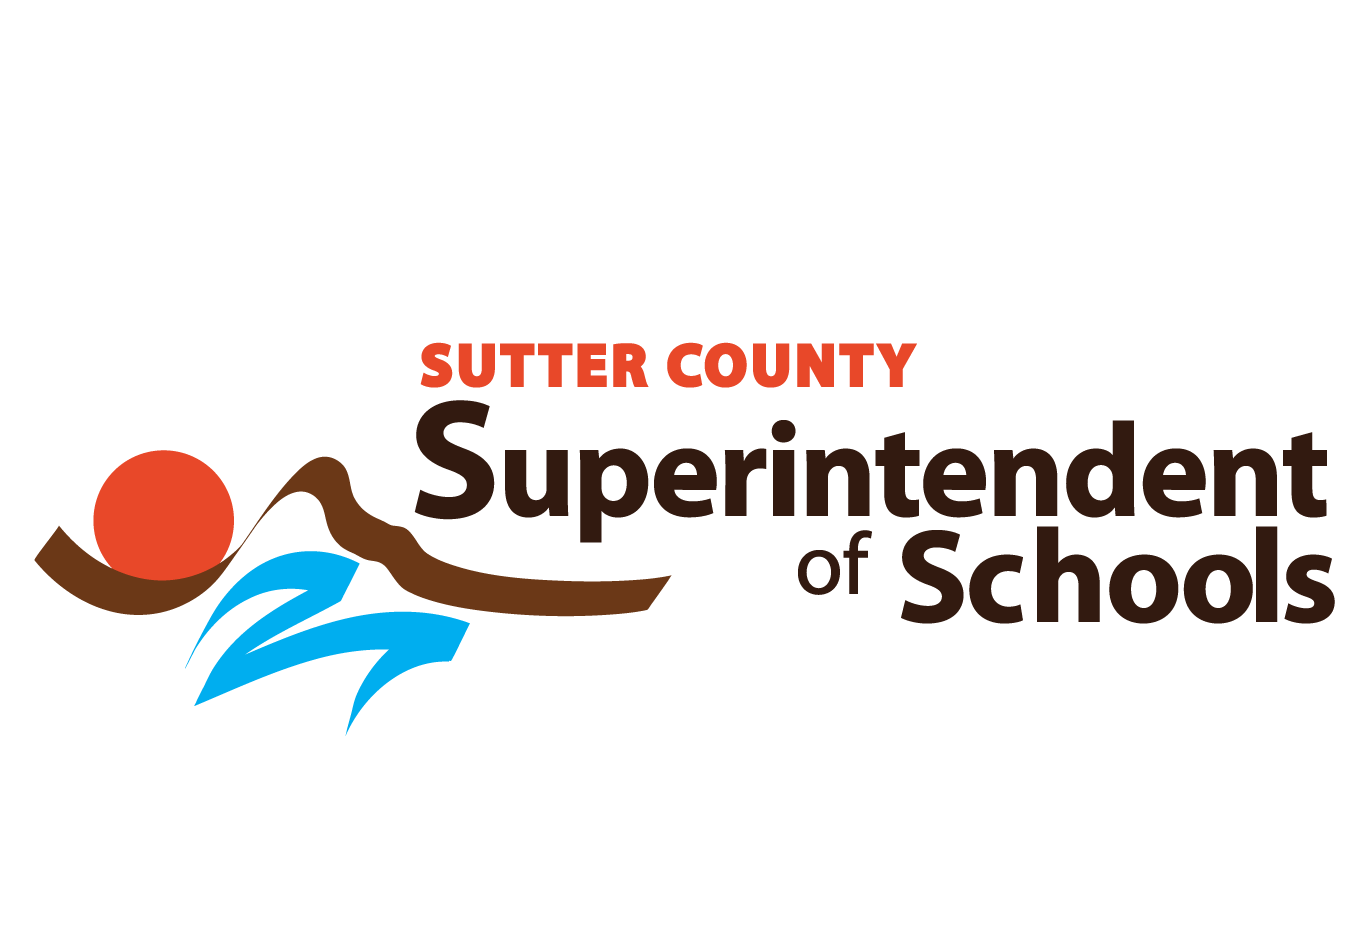 SUTTER COUNTY
Superintendent
of Schools